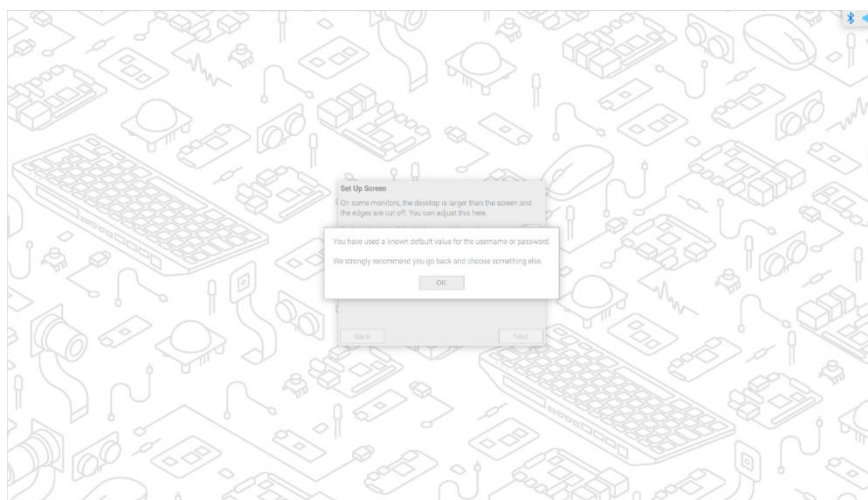 Set Up Screen
On some monitors, the desktop is larger than the screen and
the edges are cut off. You can adjust this here.
You have used a known default value for the username or password.
We strongly recommend you go back and choose something else.
OK
Back
Next